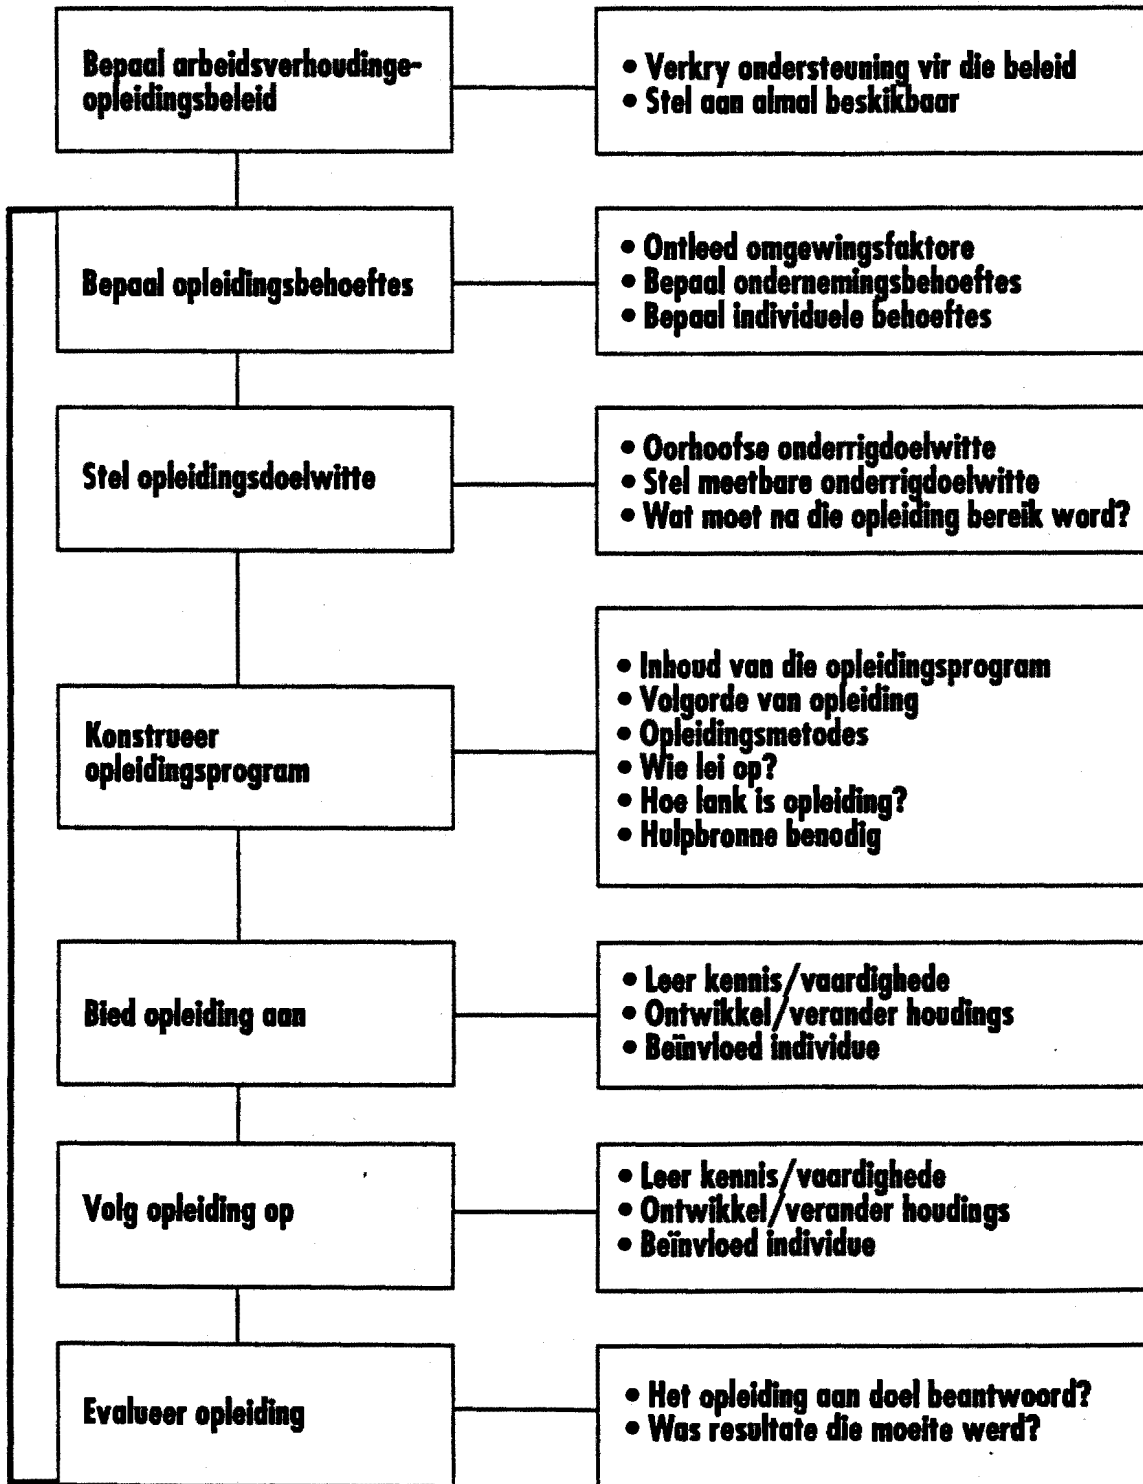 Bepaal arbeidsverhoudinge-
opleidingsbeleid
• Verkry ondersteuning vir die beleid
• Stel aan almal beskikbaar
Bepaal opleidingsbehoeftes
• Ontleed omgewingsfaktore
• Bepaal ondernemingsbehoeftes
• Bepaal individuele behoeftes
Stel opleidingsdoelwitte
• Oorhoofse onderrigdoelwitte
• Stel meetbare onderrigdoelwitte
• Wat moet na die opleiding bereik word?
Konstrueer
opleidingsprogram
• Inhoud van die opleidingsprogram
• Volgorde van opleiding
• Opleidingsmetodes
• Wie lei op?
• Hoe lank is opleiding?
• Hulpbronne benodig
Bied opleiding aan
• Leer kennis/vaardighede
• Ontwikkel/verander houdings
• Beïnvloed individue
Volg opleiding op
• Leer kennis/vaardighede
• Ontwikkel/verander houdings
• Beïnvloed individue
Evalueer opleiding
• Het opleiding aan doel beantwoord?
• Was resultate die moeite werd?